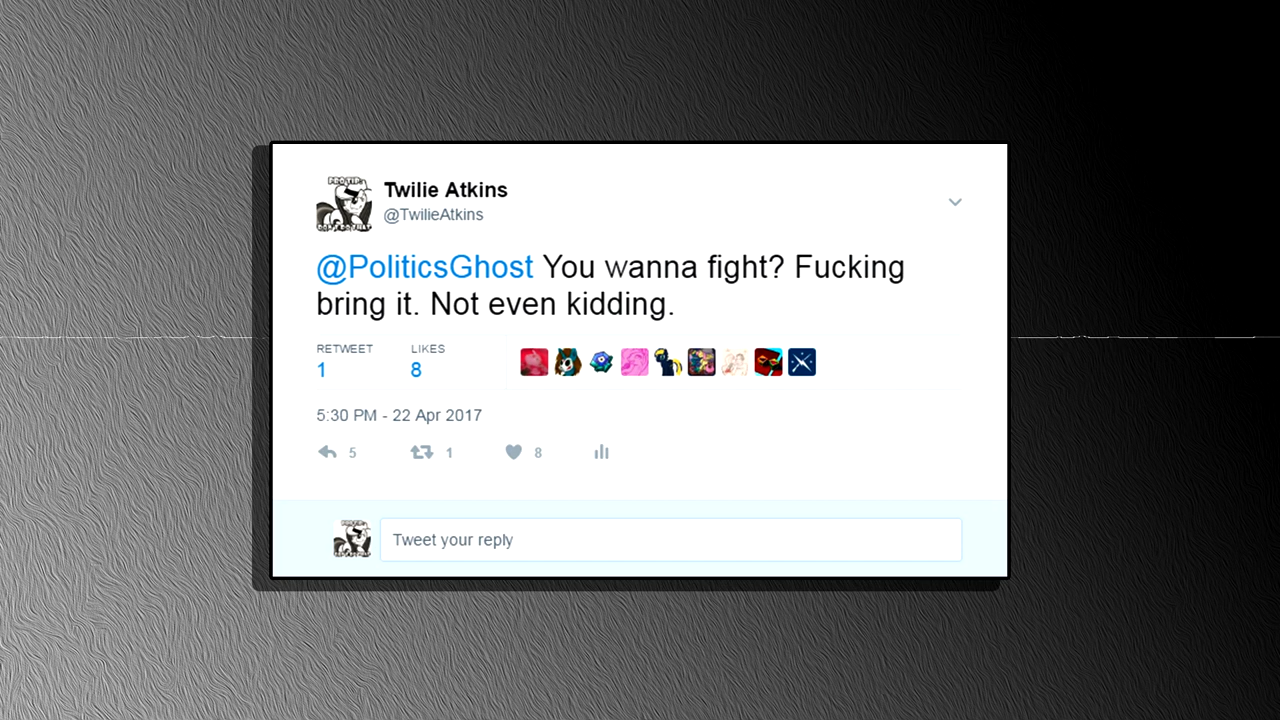 Twilie Atkins
@TwilieAtkins
@PoliticsGhost You wanna fight? Fucking
bring it. Not even kidding.
RETWEET LIKES
1 8
5:30 PM - 22 Apr 2017
5 1 8
Tweet your reply